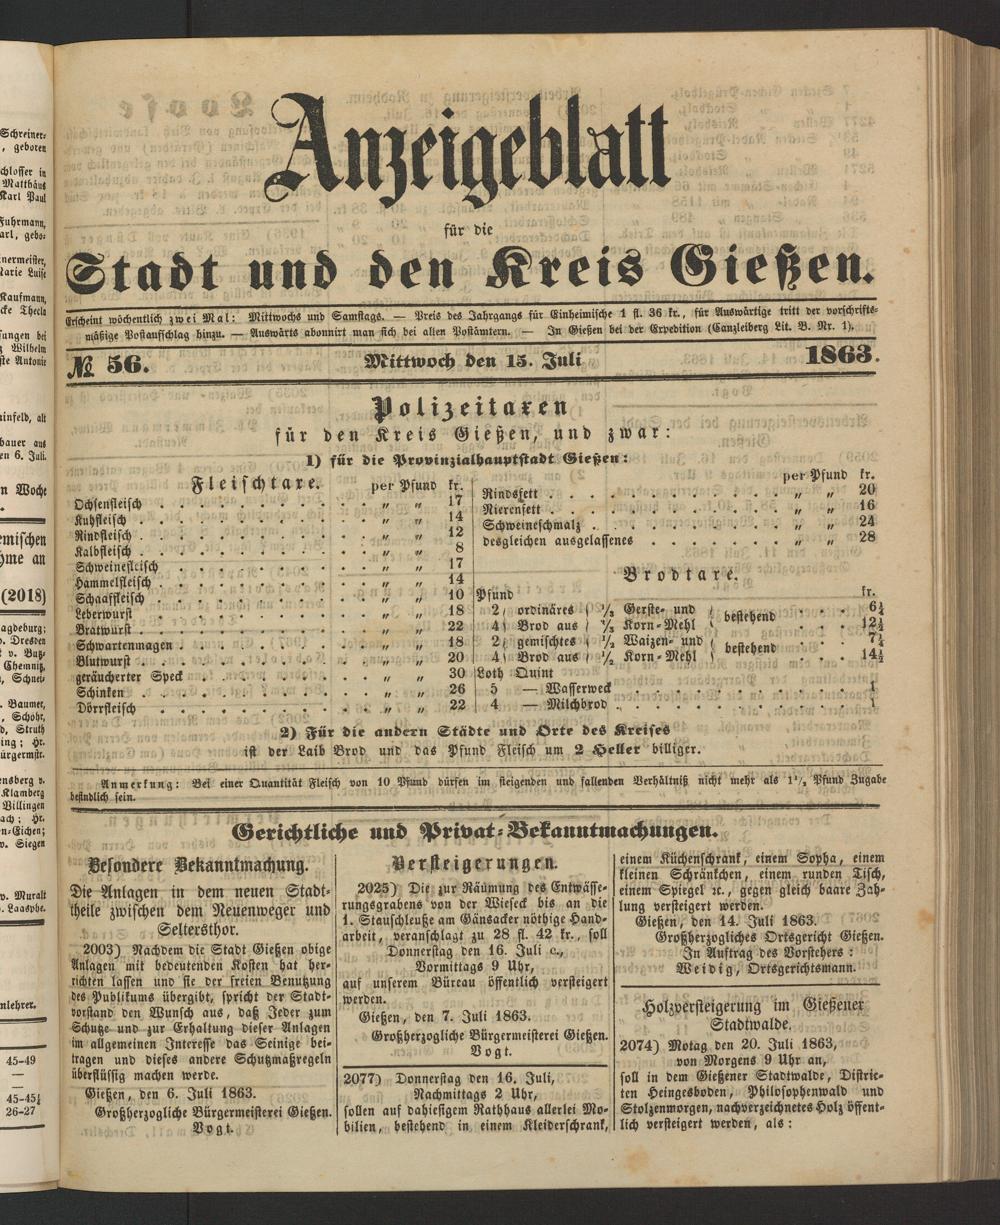 Anzeigeblatt
für die
Stadt und den Kreis Gießen.
Erscheint wöchentlich zwei Mal: Mittwochs und Samstags. — Preis des Jahrgangs für Einheimische 1 fl. 36 kr., für Auswärtige tritt der vorschrifts-
mäßige Postaufschlag hinzu. — Auswärts abonnirt man sich bei allen Postämtern. — In Gießen bei der Expedition (Canzleiberg Lit. B. Nr. 1).
№ 56. Mittwoch den 15. Juli 1863.
Polizeitaxen
für den Kreis Gießen, und zwar:
1) für die Provinzialhauptstadt Gießen:
Fleischtaxe. per Pfund kr.
Ochsenfleisch . . . „ „ 17
Kuhfleisch . . . „ „ 14
Rindfleisch . . . „ „ 12
Kalbfleisch . . . „ „ 8
Schweinefleisch . . . „ „ 17
Hammelfleisch . . . „ „ 14
Schaaffleisch . . . „ „ 10
Leberwurst . . . „ „ 18
Bratwurst . . . „ „ 22
Schwartenmagen . . . „ „ 18
Blutwurst . . . „ „ 20
geräucherter Speck . . . „ „ 30
Schinken . . . „ „ 26
Dörrfleisch . . . „ „ 22
per Pfund kr.
Rindsfett . . . „ „ 20
Nierenfett . . . „ „ 16
Schweineschmalz . . . „ „ 24
desgleichen ausgelassenes . . . „ „ 28
Brodtaxe.
Pfund kr.
2 ordinäres ⅓ Gerste- und bestehend . . . 6¼
4 Brod aus ⅔ Korn-Mehl . . . 12½
2 gemischtes ½ Waizen- und bestehend . . . 7¼
4 Brod aus ½ Korn-Mehl . . . 14½
Loth Quint
5 — Wasserweck . . . 1
4 — Milchbrod . . . 1
2) Für die andern Städte und Orte des Kreises
ist der Laib Brod und das Pfund Fleisch um 2 Heller billiger.
Anmerkung: Bei einer Quantität Fleisch von 10 Pfund dürfen im steigenden und fallenden Verhältniß nicht mehr als 1½ Pfund Zugabe
befindlich sein.
Gerichtliche und Privat-Bekanntmachungen.
Besondere Bekanntmachung.
Die Anlagen in dem neuen Stadt-
theile zwischen dem Neuenweger und
Seltersthor.
2003) Nachdem die Stadt Gießen obige
Anlagen mit bedeutenden Kosten hat her-
richten lassen und sie der freien Benutzung
des Publikums übergibt, spricht der Stadt-
vorstand den Wunsch aus, daß Jeder zum
Schutze und zur Erhaltung dieser Anlagen
im allgemeinen Interesse das Seinige bei-
tragen und dieses andere Schutzmaßregeln
überflüssig machen werde.
Gießen, den 6. Juli 1863.
Großherzogliche Bürgermeisterei Gießen.
Vogt.
Versteigerungen.
2025) Die zur Räumung des Entwässe-
rungsgrabens von der Wieseck bis an die
1. Stauschleuße am Gänsacker nöthige Hand-
arbeit, veranschlagt zu 28 fl. 42 kr., soll
Donnerstag den 16. Juli c.,
Vormittags 9 Uhr,
auf unserem Büreau öffentlich versteigert
werden.
Gießen, den 7. Juli 1863.
Großherzogliche Bürgermeisterei Gießen.
Vogt.
2077) Donnerstag den 16. Juli,
Nachmittags 2 Uhr,
sollen auf dahiesigem Rathhaus allerlei Mo-
bilien, bestehend in einem Kleiderschrank,
einem Küchenschrank, einem Sopha, einem
kleinen Schränkchen, einem runden Tisch,
einem Spiegel ꝛc., gegen gleich baare Zah-
lung versteigert werden.
Gießen, den 14. Juli 1863.
Großherzogliches Ortsgericht Gießen.
In Auftrag des Vorstehers:
Weidig, Ortsgerichtsmann.
Holzversteigerung im Gießener
Stadtwalde.
2074) Motag den 20. Juli 1863,
von Morgens 9 Uhr an,
soll in dem Gießener Stadtwalde, Distric-
ten Heingesboden, Philosophenwald und
Stolzenmorgen, nachverzeichnetes Holz öffent-
lich versteigert werden, als: